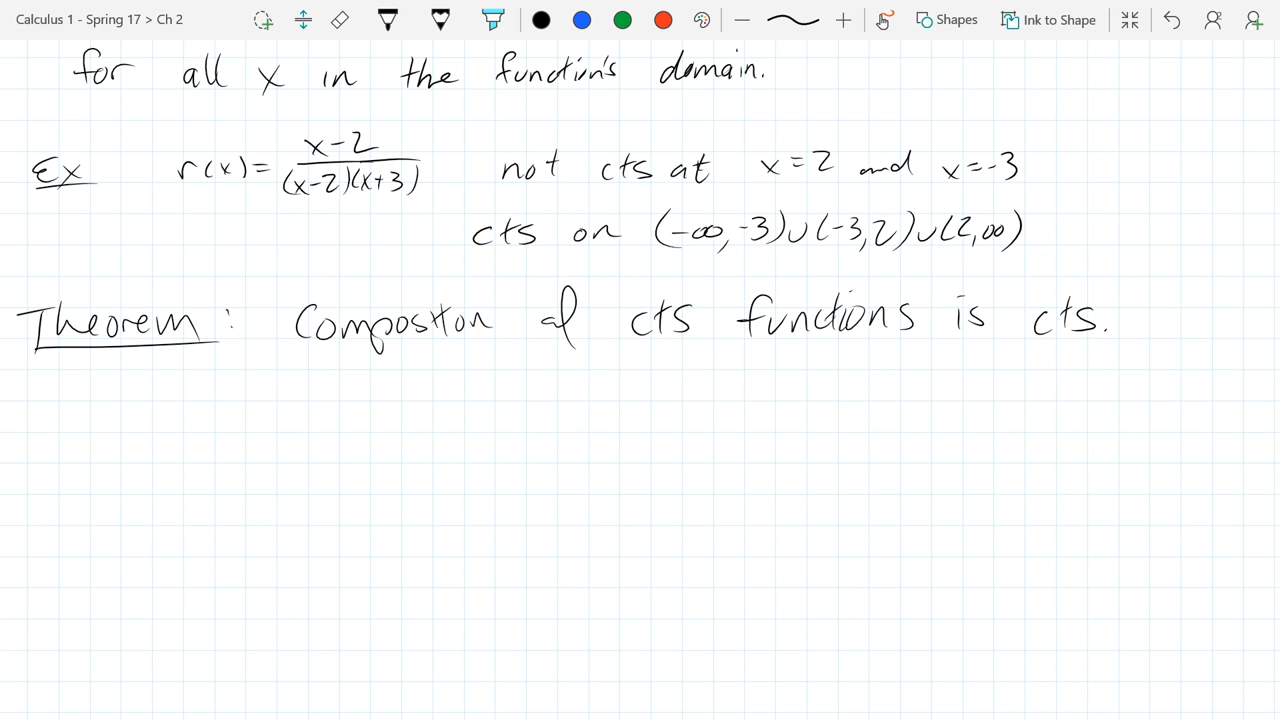 Calculus 1 - Spring 17 > Ch 2
Shapes
Ink to Shape
for all x in the function's domain.
Ex r(x) = x-2 / (x-2)(x+3) not cts at x=2 and x=-3
cts on (-∞,-3)∪(-3,2)∪(2,∞)
Theorem: Composition of cts functions is cts.